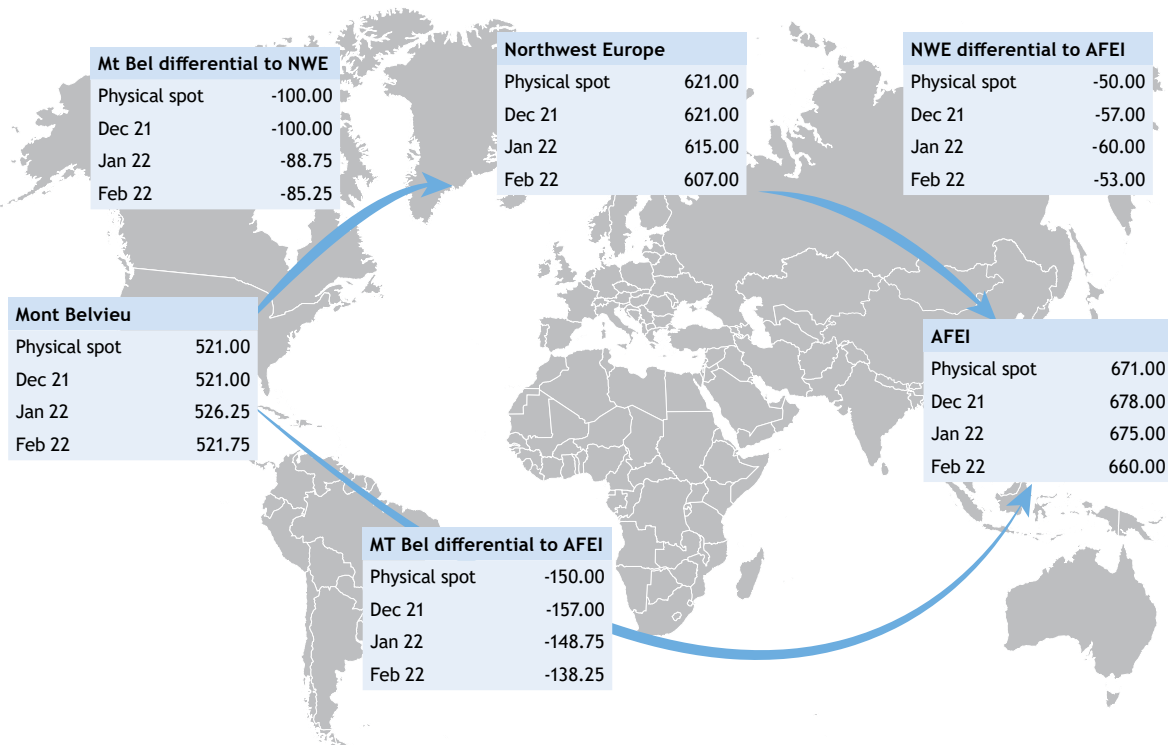 Mt Bel differential to NWE
Physical spot -100.00
Dec 21 -100.00
Jan 22 -88.75
Feb 22 -85.25
Northwest Europe
Physical spot 621.00
Dec 21 621.00
Jan 22 615.00
Feb 22 607.00
NWE differential to AFEI
Physical spot -50.00
Dec 21 -57.00
Jan 22 -60.00
Feb 22 -53.00
Mont Belvieu
Physical spot 521.00
Dec 21 521.00
Jan 22 526.25
Feb 22 521.75
AFEI
Physical spot 671.00
Dec 21 678.00
Jan 22 675.00
Feb 22 660.00
MT Bel differential to AFEI
Physical spot -150.00
Dec 21 -157.00
Jan 22 -148.75
Feb 22 -138.25